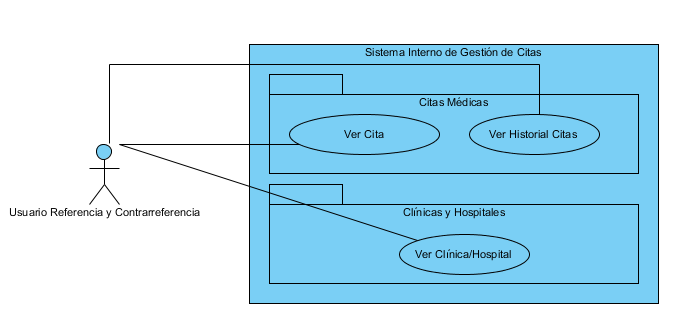 Sistema Interno de Gestión de Citas
Citas Médicas
Ver Cita
Ver Historial Citas
Usuario Referencia y Contrarreferencia
Clínicas y Hospitales
Ver Clínica/Hospital